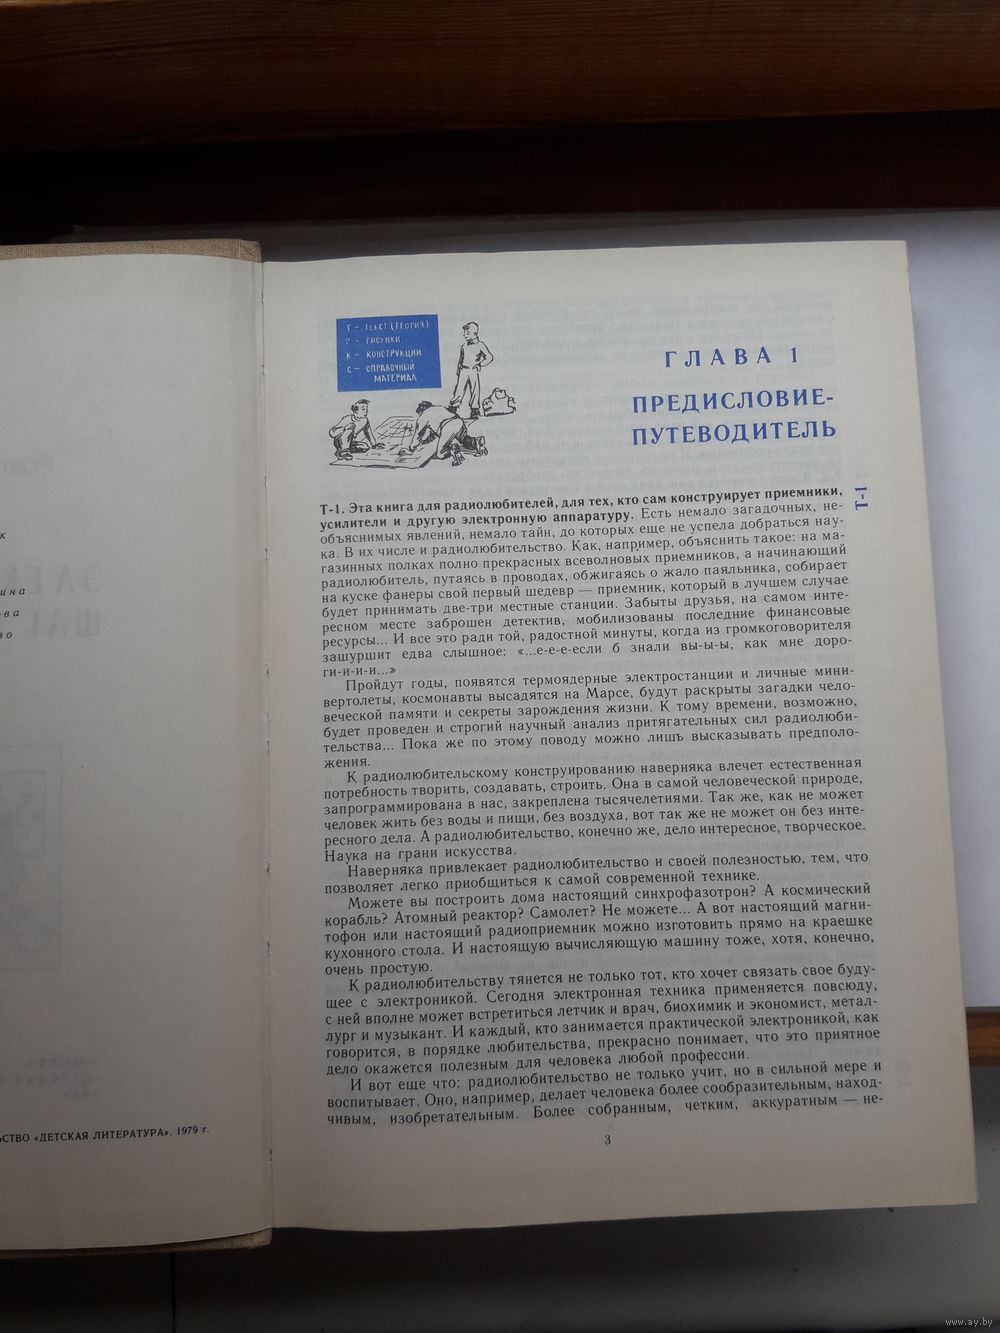 Т — ТЕКСТ (ТЕОРИЯ)
Р — РИСУНКИ
К — КОНСТРУКЦИИ
С — СПРАВОЧНЫЙ
МАТЕРИАЛ
ГЛАВА 1
ПРЕДИСЛОВИЕ-
ПУТЕВОДИТЕЛЬ
Т-1
Т-1. Эта книга для радиолюбителей, для тех, кто сам конструирует приемники,
усилители и другую электронную аппаратуру. Есть немало загадочных, не-
объяснимых явлений, немало тайн, до которых еще не успела добраться нау-
ка. В их числе и радиолюбительство. Как, например, объяснить такое: на ма-
газинных полках полно прекрасных всеволновых приемников, а начинающий
радиолюбитель, путаясь в проводах, обжигаясь о жало паяльника, собирает
на куске фанеры свой первый шедевр — приемник, который в лучшем случае
будет принимать две-три местные станции. Забыты друзья, на самом инте-
ресном месте заброшен детектив, мобилизованы последние финансовые
ресурсы... И все это ради той, радостной минуты, когда из громкоговорителя
зашуршит едва слышное: «...е-е-е-если б знали вы-ы-ы, как мне доро-
ги-и-и-и...»
Пройдут годы, появятся термоядерные электростанции и личные мини-
вертолеты, космонавты высадятся на Марсе, будут раскрыты загадки чело-
веческой памяти и секреты зарождения жизни. К тому времени, возможно,
будет проведен и строгий научный анализ притягательных сил радиолюби-
тельства... Пока же по этому поводу можно лишь высказывать предполо-
жения.
К радиолюбительскому конструированию наверняка влечет естественная
потребность творить, создавать, строить. Она в самой человеческой природе,
запрограммирована в нас, закреплена тысячелетиями. Так же, как не может
человек жить без воды и пищи, без воздуха, вот так же не может он без инте-
ресного дела. А радиолюбительство, конечно же, дело интересное, творческое.
Наука на грани искусства.
Наверняка привлекает радиолюбительство и своей полезностью, тем, что
позволяет легко приобщиться к самой современной технике.
Можете вы построить дома настоящий синхрофазотрон? А космический
корабль? Атомный реактор? Самолет? Не можете... А вот настоящий магни-
тофон или настоящий радиоприемник можно изготовить прямо на краешке
кухонного стола. И настоящую вычисляющую машину тоже, хотя, конечно,
очень простую.
К радиолюбительству тянется не только тот, кто хочет связать свое буду-
щее с электроникой. Сегодня электронная техника применяется повсюду,
с ней вполне может встретиться летчик и врач, биохимик и экономист, метал-
лург и музыкант. И каждый, кто занимается практической электроникой, как
говорится, в порядке любительства, прекрасно понимает, что это приятное
дело окажется полезным для человека любой профессии.
И вот еще что: радиолюбительство не только учит, но в сильной мере и
воспитывает. Оно, например, делает человека более сообразительным, наход-
чивым, изобретательным. Более собранным, четким, аккуратным — не-
3
«ДЕТСКАЯ ЛИТЕРАТУРА», 1979 г.
www.ay.by